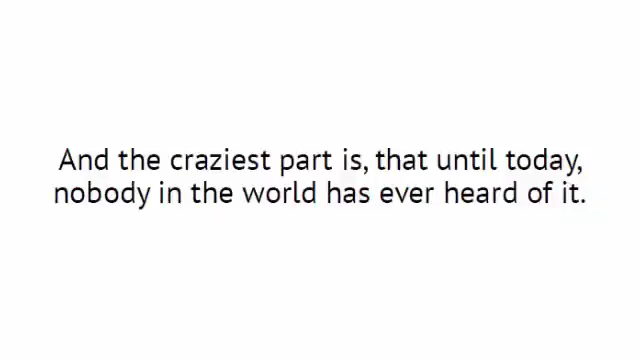 And the craziest part is, that until today,
nobody in the world has ever heard of it.